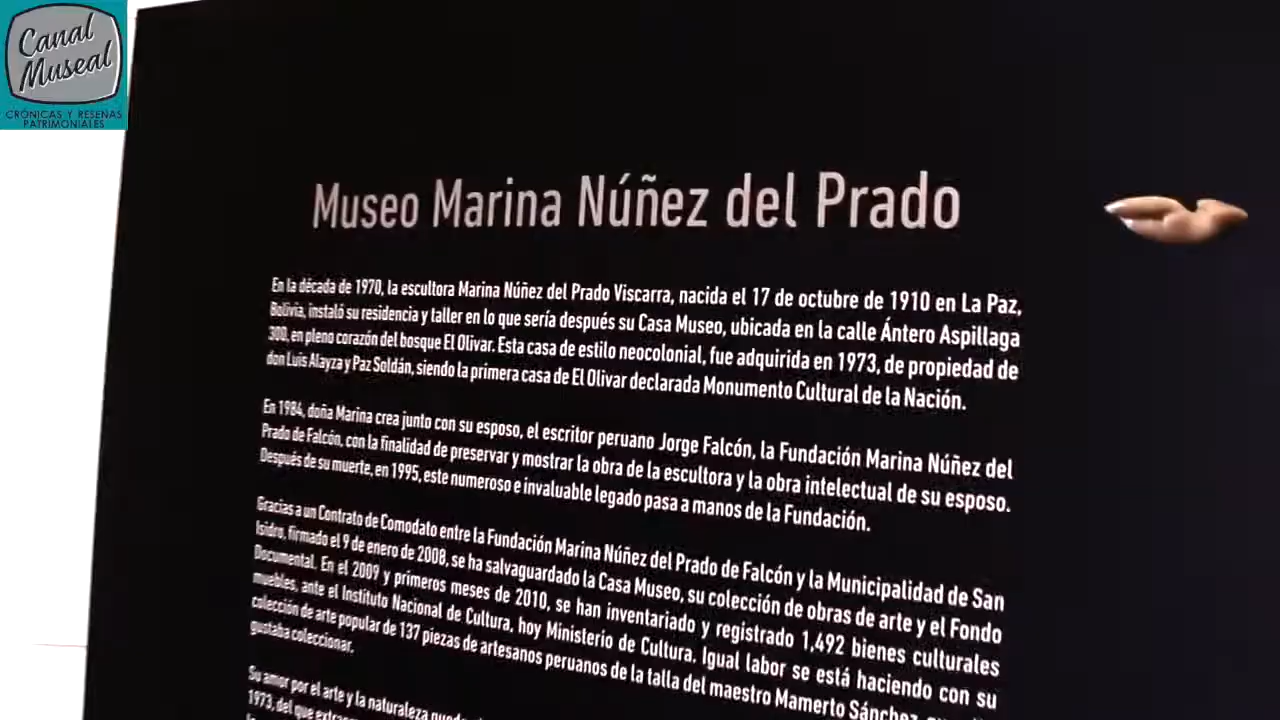 Canal
Museal
CRÓNICAS Y RESEÑAS
PATRIMONIALES
Museo Marina Núñez del Prado
En la década de 1970, la escultora Marina Núñez del Prado Viscarra, nacida el 17 de octubre de 1910 en La Paz,
Bolivia, instaló su residencia y taller en lo que sería después su Casa Museo, ubicada en la calle Ántero Aspillaga
300, en pleno corazón del bosque El Olivar. Esta casa de estilo neocolonial, fue adquirida en 1973, de propiedad de
don Luis Alayza y Paz Soldán, siendo la primera casa de El Olivar declarada Monumento Cultural de la Nación.
En 1984, doña Marina crea junto con su esposo, el escritor peruano Jorge Falcón, la Fundación Marina Núñez del
Prado de Falcón, con la finalidad de preservar y mostrar la obra de la escultora y la obra intelectual de su esposo.
Después de su muerte, en 1995, este numeroso e invaluable legado pasa a manos de la Fundación.
Gracias a un Contrato de Comodato entre la Fundación Marina Núñez del Prado de Falcón y la Municipalidad de San
Isidro, firmado el 9 de enero de 2008, se ha salvaguardado la Casa Museo, su colección de obras de arte y el Fondo
Documental. En el 2009 y primeros meses de 2010, se han inventariado y registrado 1,492 bienes culturales
muebles, ante el Instituto Nacional de Cultura, hoy Ministerio de Cultura. Igual labor se está haciendo con su
colección de arte popular de 137 piezas de artesanos peruanos de la talla del maestro Mamerto Sánchez,
gustaba coleccionar.
Su amor por el arte y la naturaleza
1973, del que